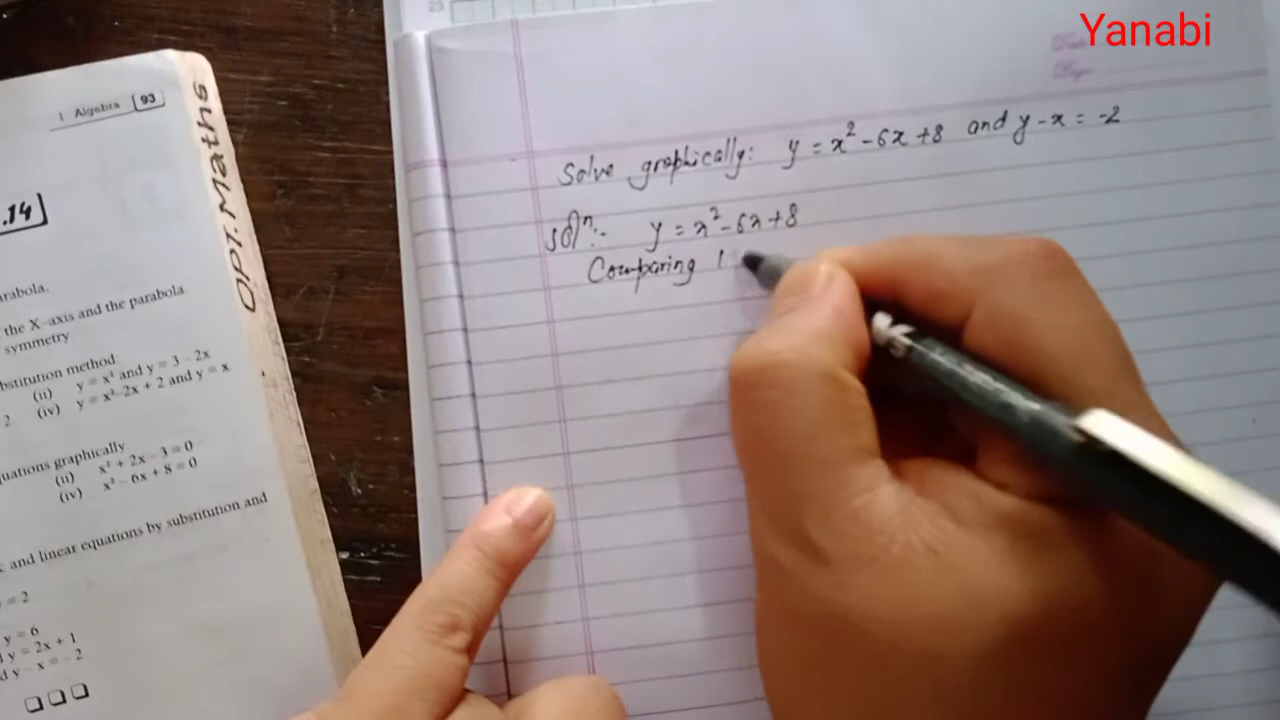 Yanabi
23
1 Algebra 93
OPT. Maths
.14
arabola.
the X-axis and the parabola.
symmetry
bstitution method:
(ii) y = x² and y = 3 - 2x
2 (iv) y = x² - 2x + 2 and y = x
quations graphically
(ii) x² + 2x - 3 = 0
(iv) x² - 6x + 8 = 0
c and linear equations by substitution and
= 2
y = 6
y = 2x + 1
d y - x = - 2
Solve graphically: y = x² - 6x + 8 and y - x = -2
Solⁿ:- y = x² - 6x + 8
Comparing